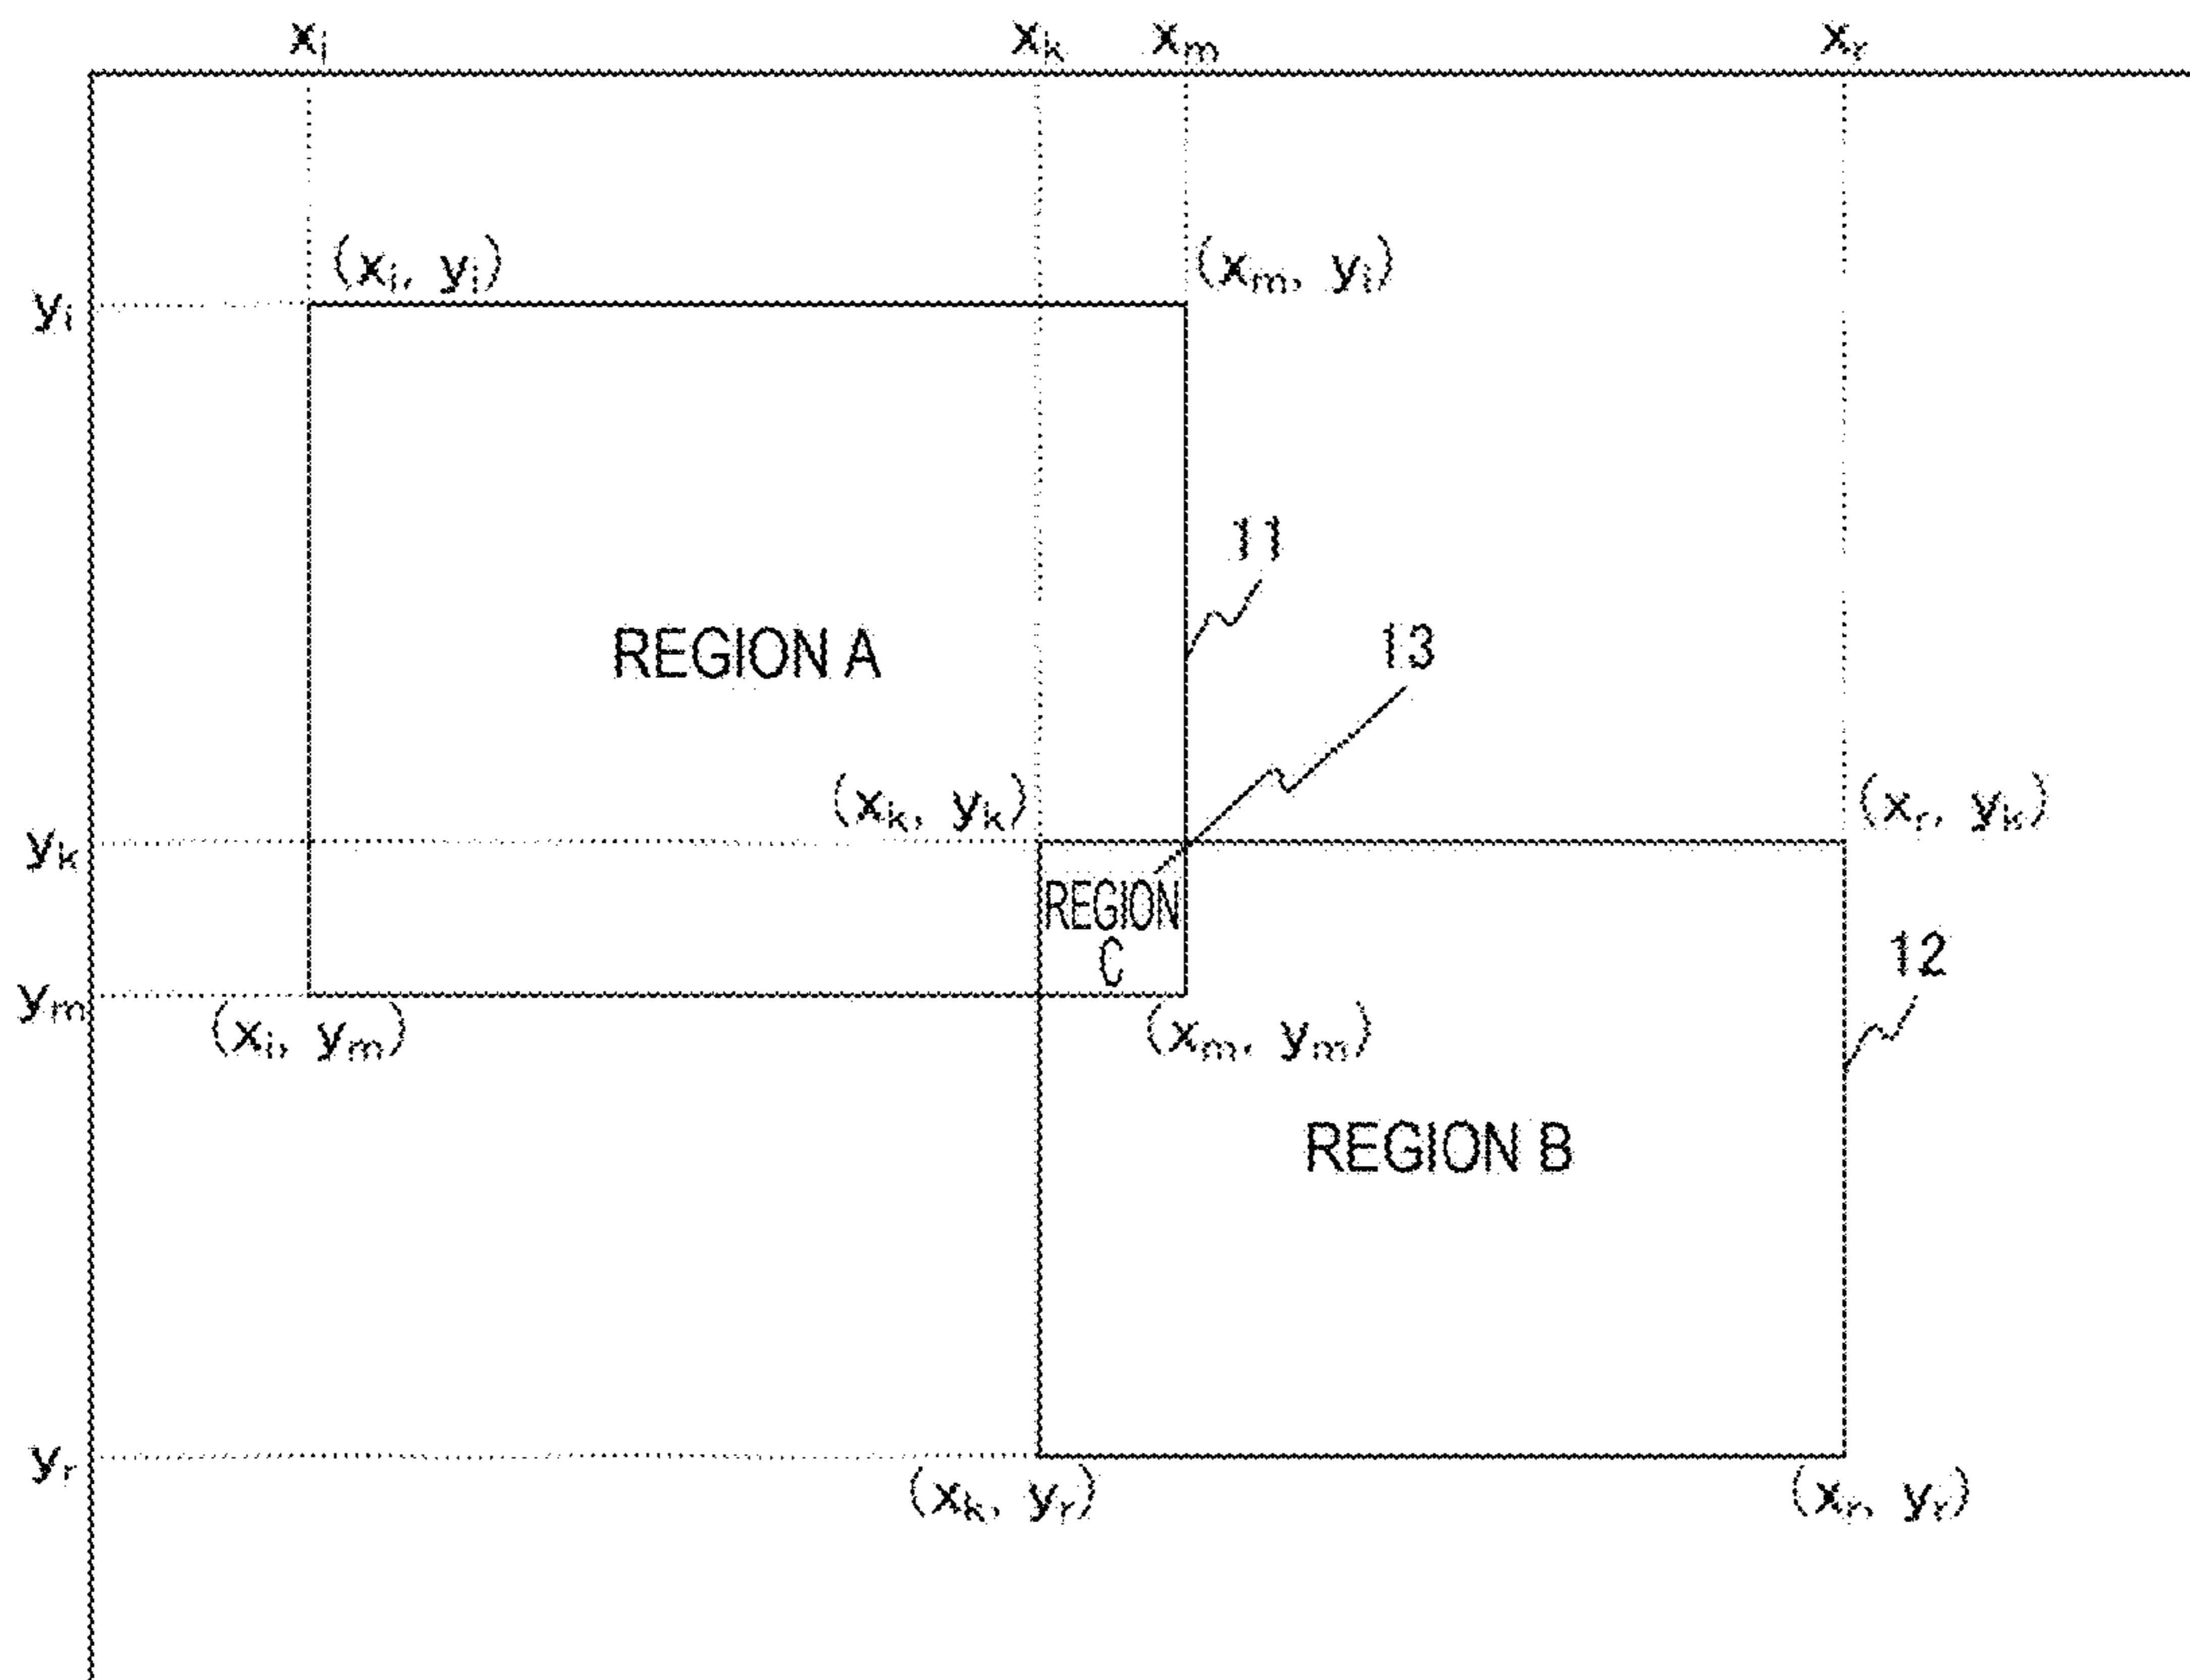 xi xk xm xr
(xi, yi) (xm, yi)
yi
11
13
REGION A
(xk, yk) (xr, yk)
yk
REGION
C
12
ym
(xi, ym) (xm, ym)
REGION B
yr
(xk, yr) (xr, yr)